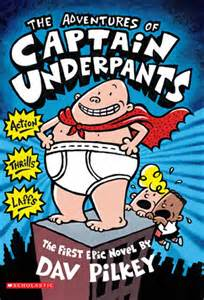 THE ADVENTURES OF
CAPTAIN
UNDERPANTS
Action
Thrills
Laffs
The FIRST EPIC NOVEL BY
DAV PILKEY
SCHOLASTIC